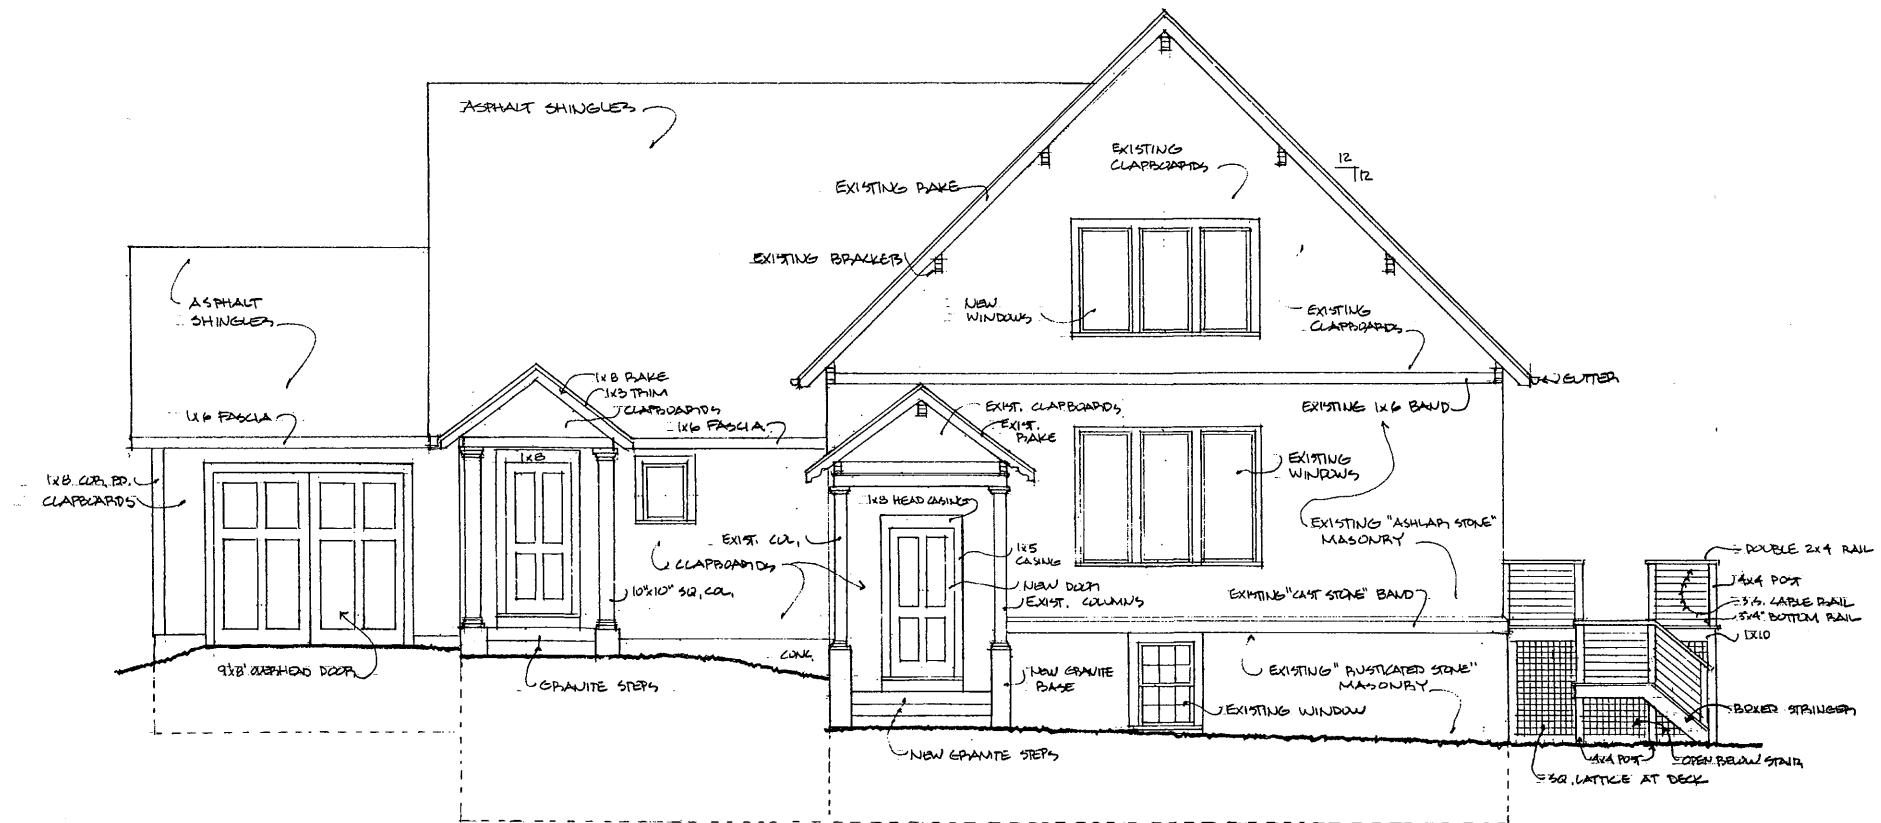 ASPHALT SHINGLES
EXISTING
CLAPBOARDS
12
12
EXISTING RAKE
EXISTING BRACKETS
ASPHALT
SHINGLES
NEW
WINDOWS
EXISTING
CLAPBOARDS
GUTTER
1x8 RAKE
1x3 TRIM
CLAPBOARDS
1x6 FASCIA
1x6 FASCIA
EXIST. CLAPBOARDS
EXIST.
RAKE
EXISTING 1x6 BAND
1x8
EXISTING
WINDOWS
1x8 COR. BD.
CLAPBOARDS
1x8 HEAD CASING
EXISTING "ASHLAR STONE"
MASONRY
EXIST. COL.
CLAPBOARDS
1x5
CASING
NEW DOOR
EXIST. COLUMNS
10"x10" SQ. COL.
EXISTING "CAST STONE" BAND
DOUBLE 2x4 RAIL
4x4 POST
CABLE RAIL
BOTTOM RAIL
1x10
CONC.
9'x8' OVERHEAD DOOR
GRANITE STEPS
NEW GRANITE
BASE
EXISTING "RUSTICATED STONE"
MASONRY
EXISTING WINDOW
BOXED STRINGER
NEW GRANITE STEPS
4x4 POST
OPEN BELOW STAIR
SQ. LATTICE AT DECK